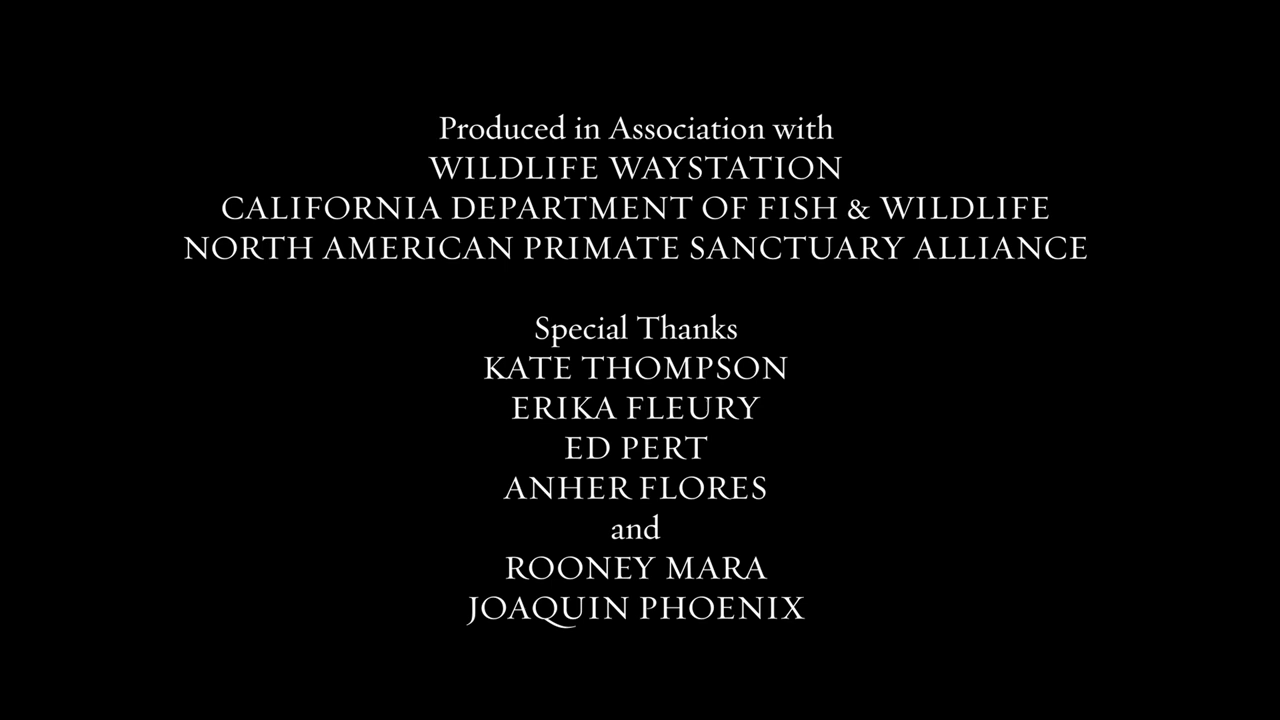 Produced in Association with
WILDLIFE WAYSTATION
CALIFORNIA DEPARTMENT OF FISH & WILDLIFE
NORTH AMERICAN PRIMATE SANCTUARY ALLIANCE
Special Thanks
KATE THOMPSON
ERIKA FLEURY
ED PERT
ANHER FLORES
and
ROONEY MARA
JOAQUIN PHOENIX